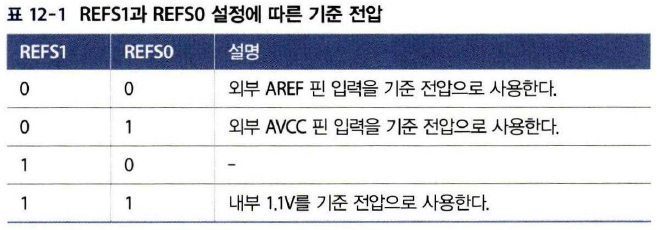 표 12-1 REFS1과 REFS0 설정에 따른 기준 전압
REFS1 REFS0 설명
0 0 외부 AREF 핀 입력을 기준 전압으로 사용한다.
0 1 외부 AVCC 핀 입력을 기준 전압으로 사용한다.
1 0 –
1 1 내부 1.1V를 기준 전압으로 사용한다.